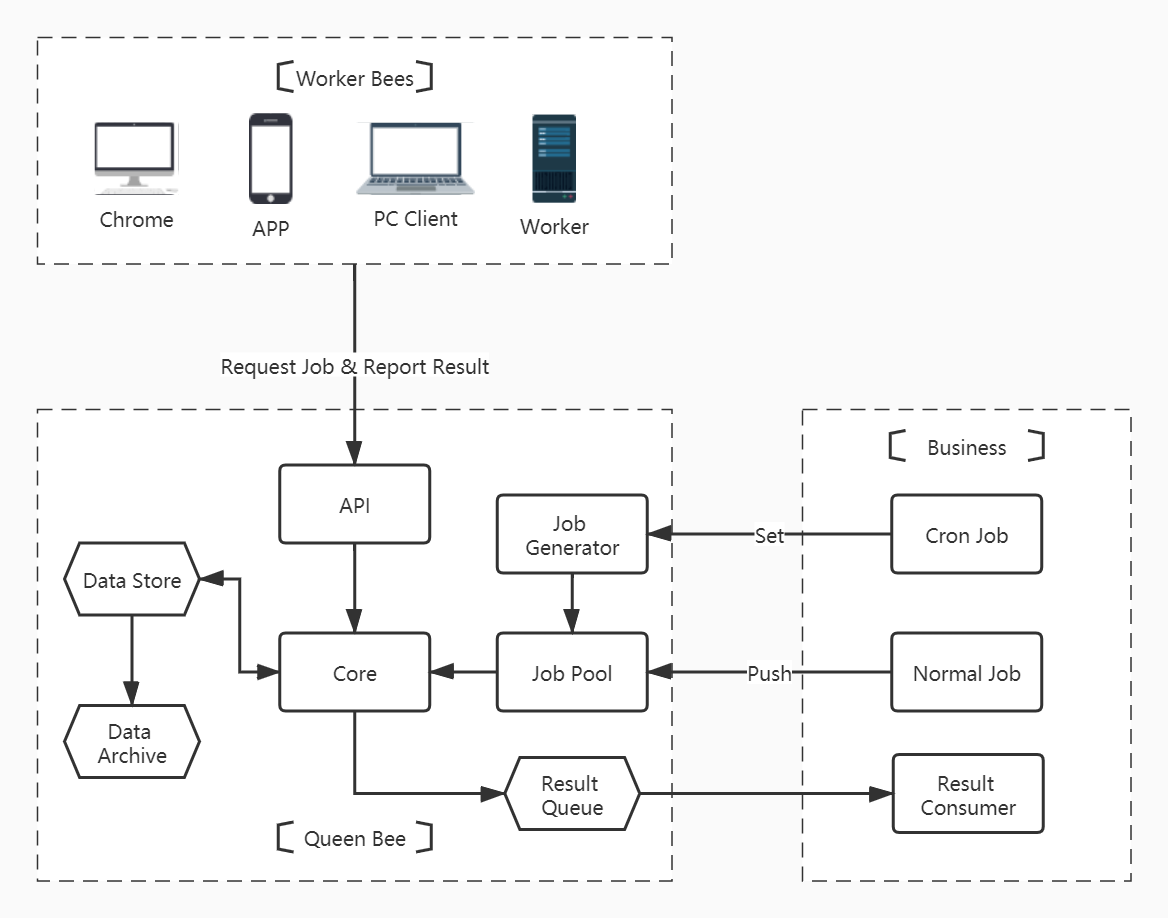 Worker Bees
Chrome
APP
PC Client
Worker
Request Job & Report Result
Business
API
Job
Generator
Set
Cron Job
Data Store
Core
Job Pool
Push
Normal Job
Data
Archive
Result
Queue
Result
Consumer
Queen Bee